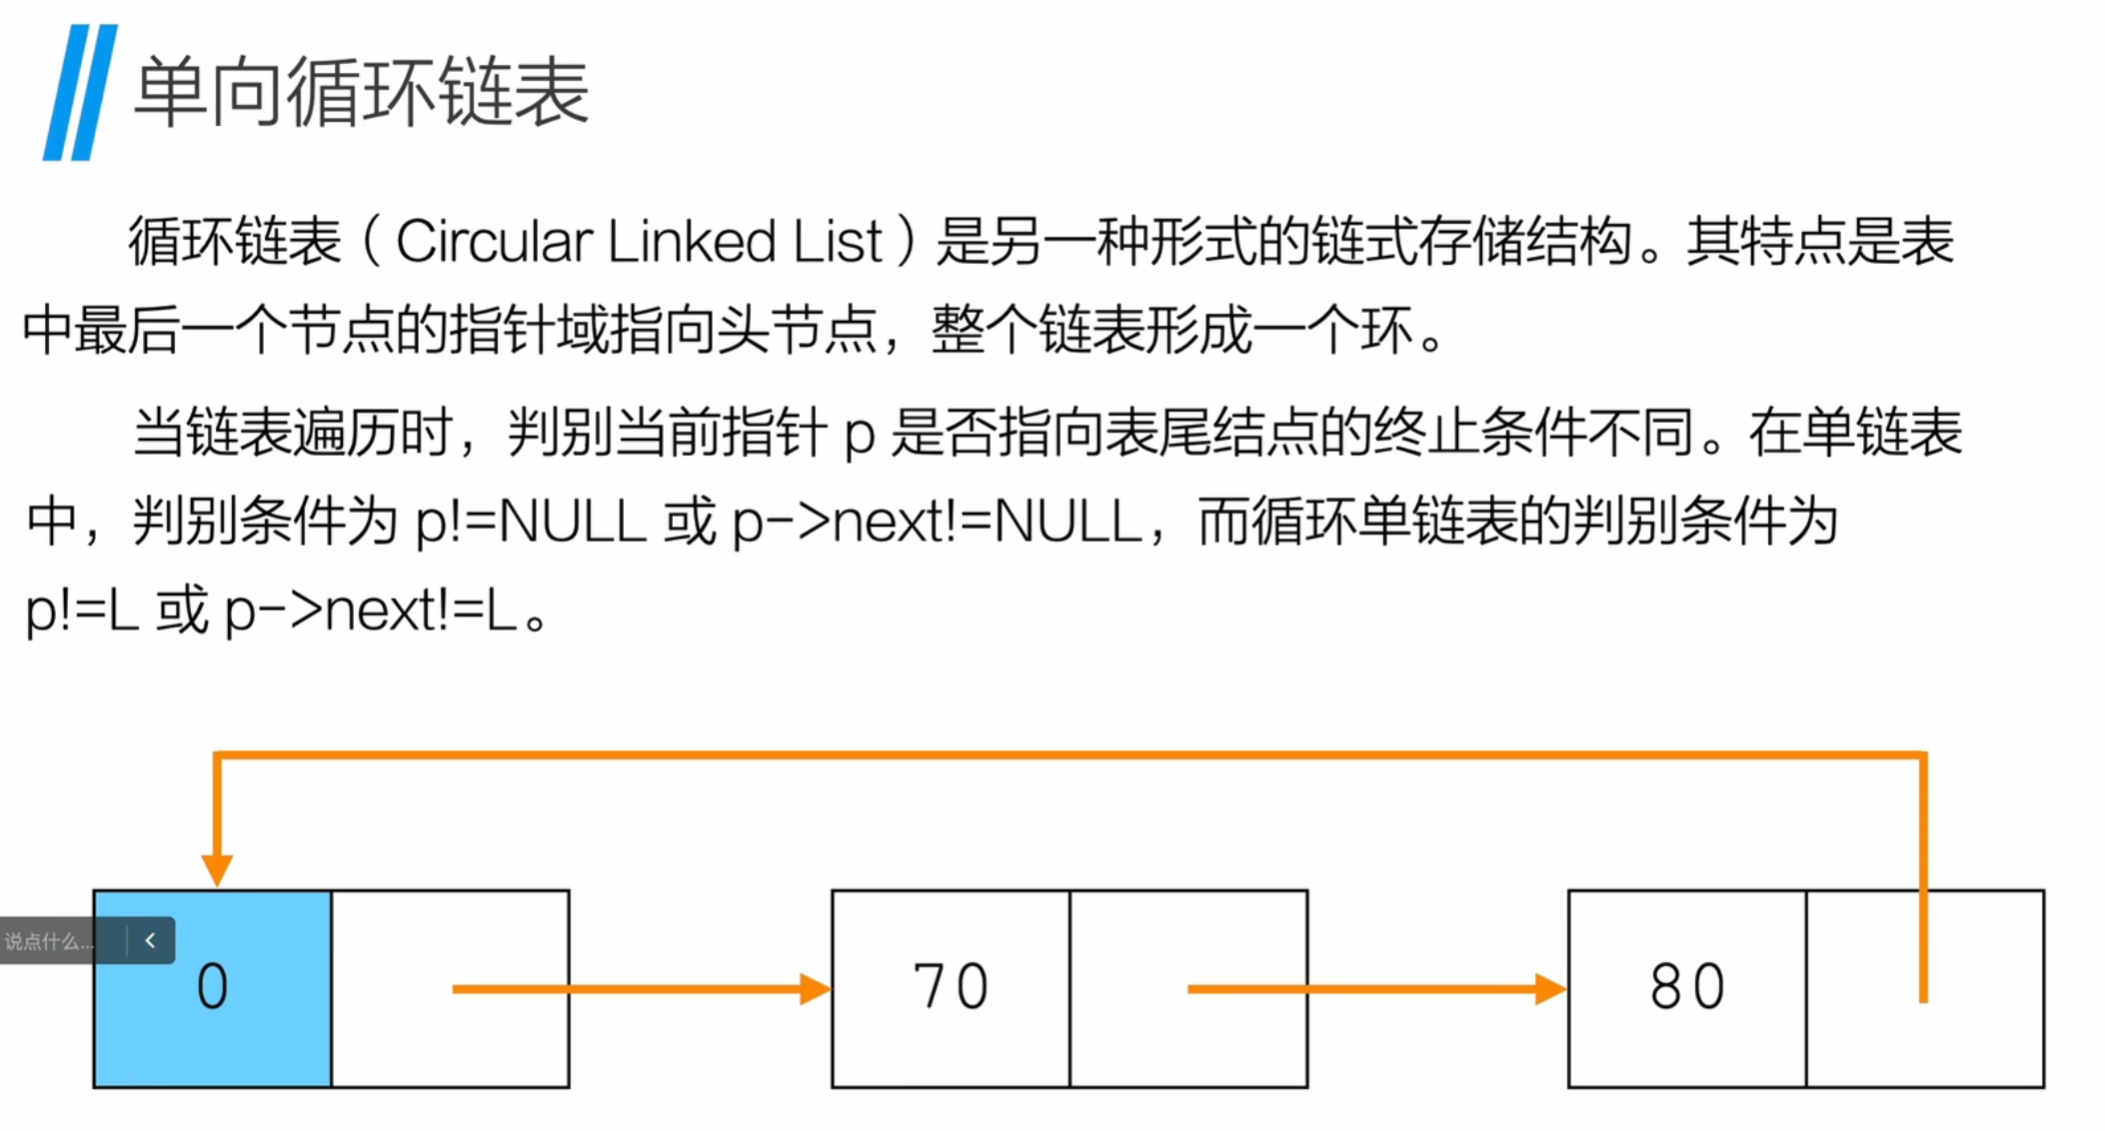 单向循环链表
循环链表（Circular Linked List）是另一种形式的链式存储结构。其特点是表
中最后一个节点的指针域指向头节点，整个链表形成一个环。
当链表遍历时，判别当前指针 p 是否指向表尾结点的终止条件不同。在单链表
中，判别条件为 p!=NULL 或 p->next!=NULL，而循环单链表的判别条件为
p!=L 或 p->next!=L。
说点什么...
0
70
80